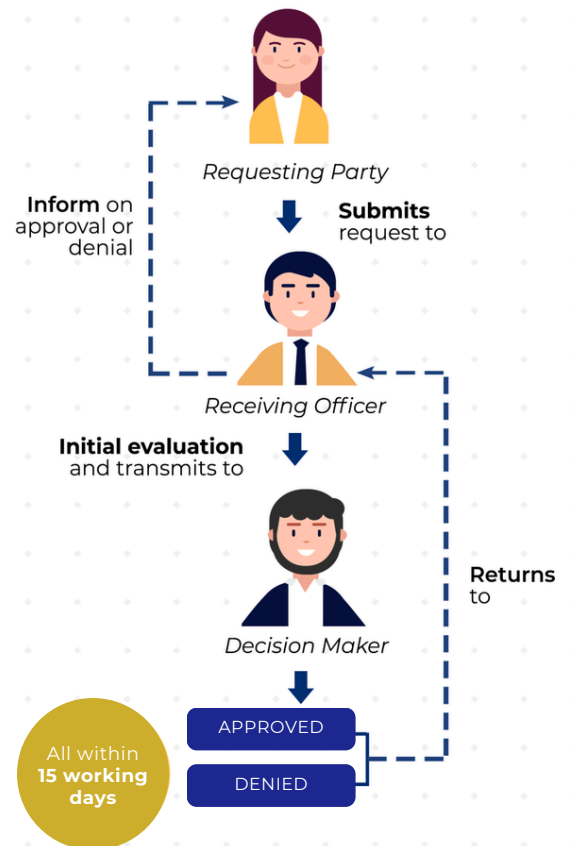 Requesting Party
Inform on
approval or
denial
Submits
request to
Receiving Officer
Initial evaluation
and transmits to
Returns
to
Decision Maker
APPROVED
DENIED
All within
15 working
days